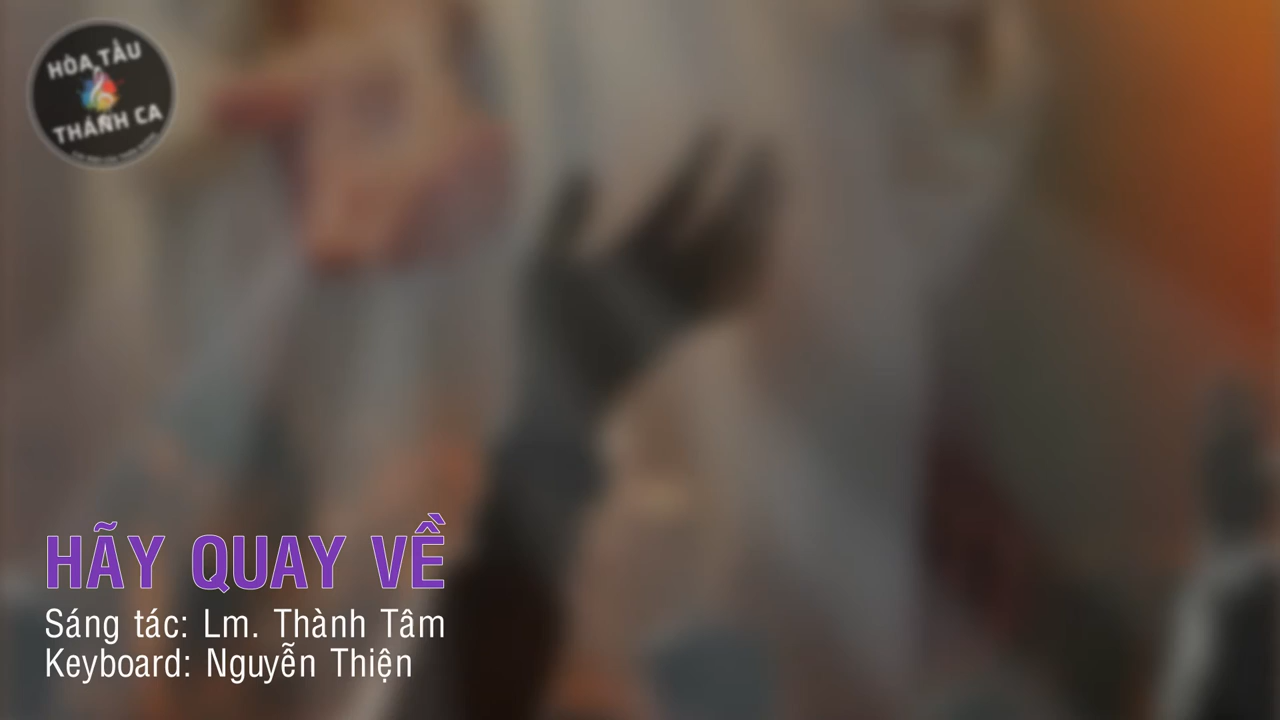 HÒA TẤU
THÁNH CA
HÃY QUAY VỀ
Sáng tác: Lm. Thành Tâm
Keyboard: Nguyễn Thiện